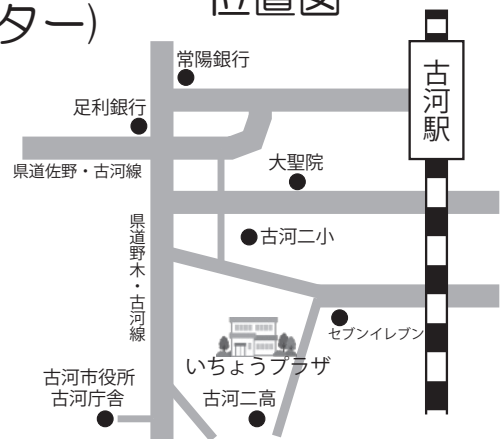 ター)
位置図
常陽銀行
古河駅
足利銀行
大聖院
県道佐野・古河線
県道野木・古河線
古河二小
セブンイレブン
いちょうプラザ
古河市役所
古河庁舎
古河二高